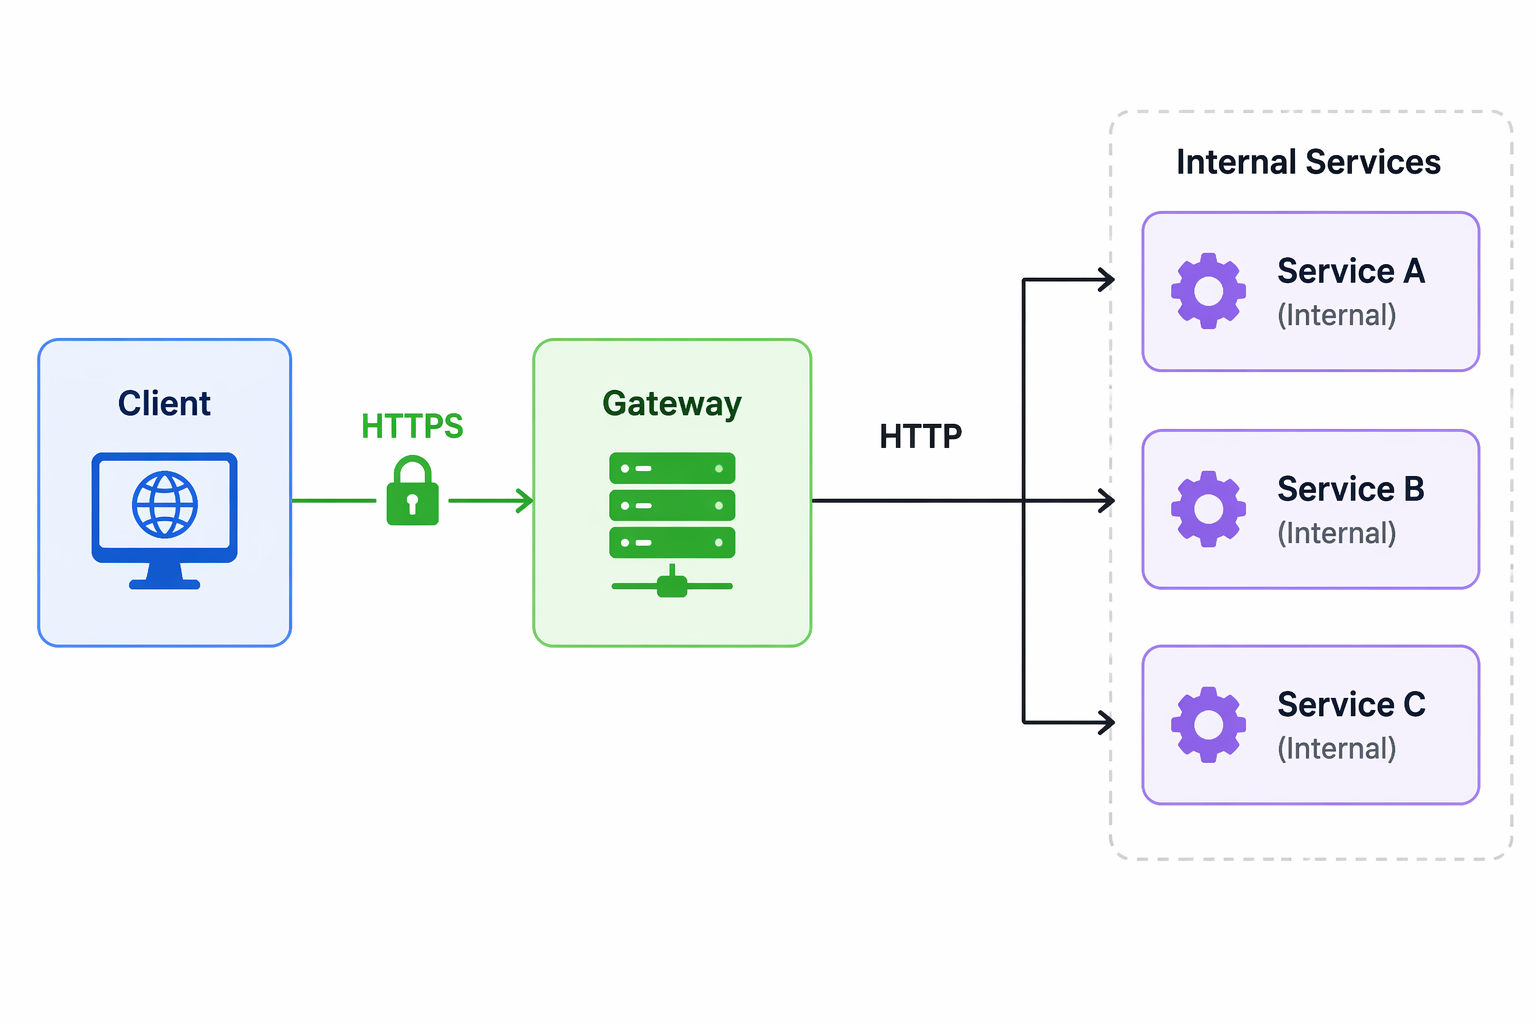 Client
HTTPS
Gateway
HTTP
Internal Services
Service A
(Internal)
Service B
(Internal)
Service C
(Internal)